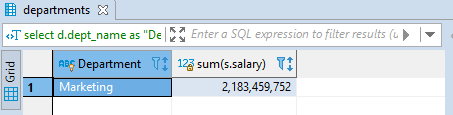 departments
select d.dept_name as "De
Enter a SQL expression to filter results (u
Grid
Department
sum(s.salary)
1
Marketing
2,183,459,752